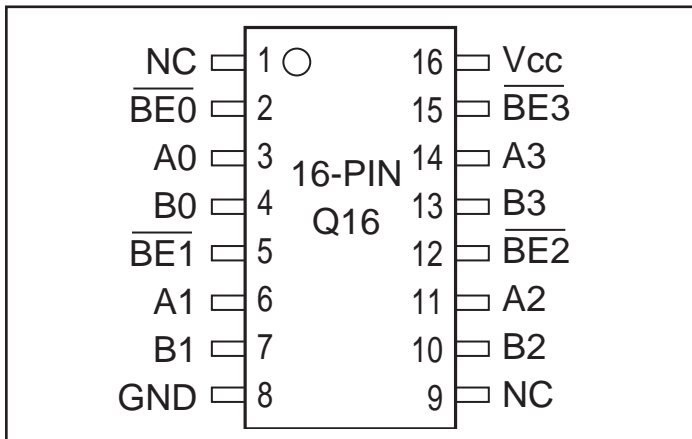 NC 1 16 Vcc
BE0 2 15 BE3
A0 3 14 A3
16-PIN
B0 4 13 B3
Q16
BE1 5 12 BE2
A1 6 11 A2
B1 7 10 B2
GND 8 9 NC